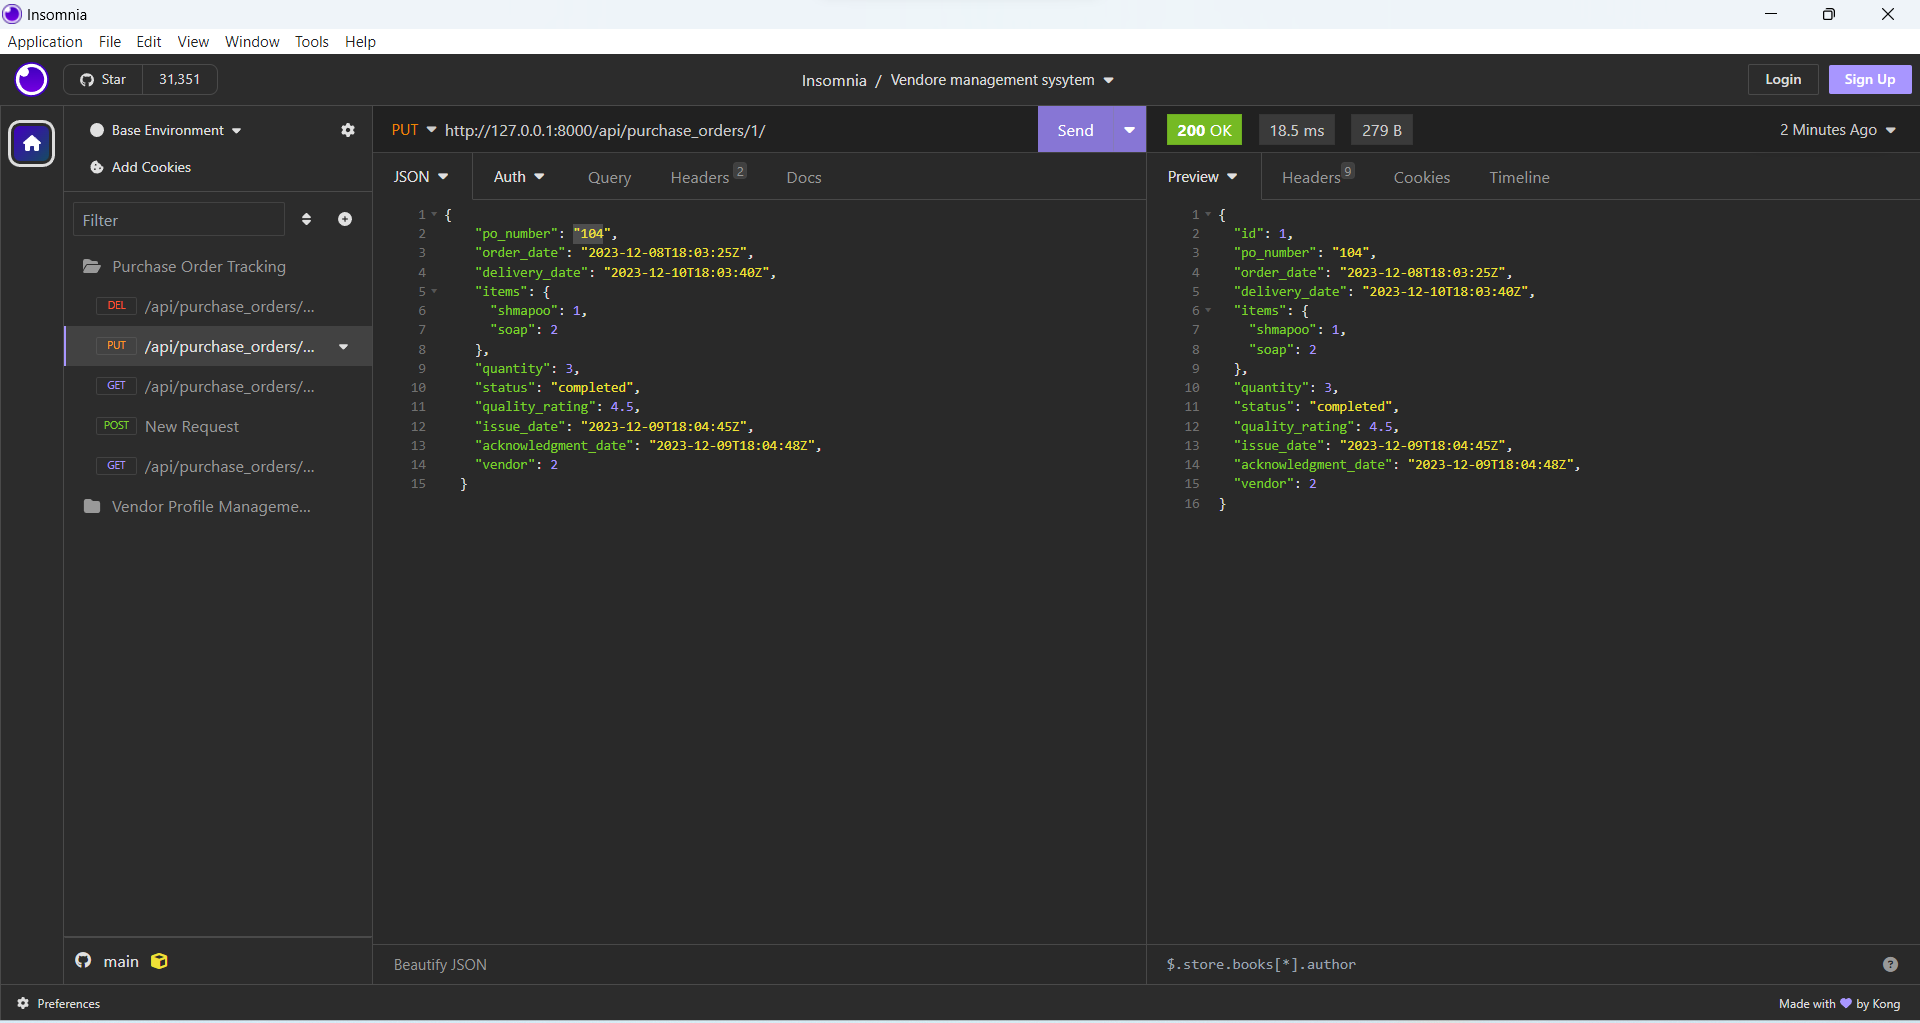 Insomnia
Application File Edit View Window Tools Help
Star 31,351
Insomnia / Vendore management sysytem
Login Sign Up
Base Environment
Add Cookies
Filter
Purchase Order Tracking
DEL /api/purchase_orders/...
PUT /api/purchase_orders/...
GET /api/purchase_orders/...
POST New Request
GET /api/purchase_orders/...
Vendor Profile Manageme...
main
PUT http://127.0.0.1:8000/api/purchase_orders/1/ Send
JSON Auth Query Headers 2 Docs
1 {
2 "po_number": "104",
3 "order_date": "2023-12-08T18:03:25Z",
4 "delivery_date": "2023-12-10T18:03:40Z",
5 "items": {
6 "shmapoo": 1,
7 "soap": 2
8 },
9 "quantity": 3,
10 "status": "completed",
11 "quality_rating": 4.5,
12 "issue_date": "2023-12-09T18:04:45Z",
13 "acknowledgment_date": "2023-12-09T18:04:48Z",
14 "vendor": 2
15 }
Beautify JSON
200 OK 18.5 ms 279 B 2 Minutes Ago
Preview Headers 9 Cookies Timeline
1 {
2 "id": 1,
3 "po_number": "104",
4 "order_date": "2023-12-08T18:03:25Z",
5 "delivery_date": "2023-12-10T18:03:40Z",
6 "items": {
7 "shmapoo": 1,
8 "soap": 2
9 },
10 "quantity": 3,
11 "status": "completed",
12 "quality_rating": 4.5,
13 "issue_date": "2023-12-09T18:04:45Z",
14 "acknowledgment_date": "2023-12-09T18:04:48Z",
15 "vendor": 2
16 }
$.store.books[*].author ?
Preferences
Made with 💜 by Kong